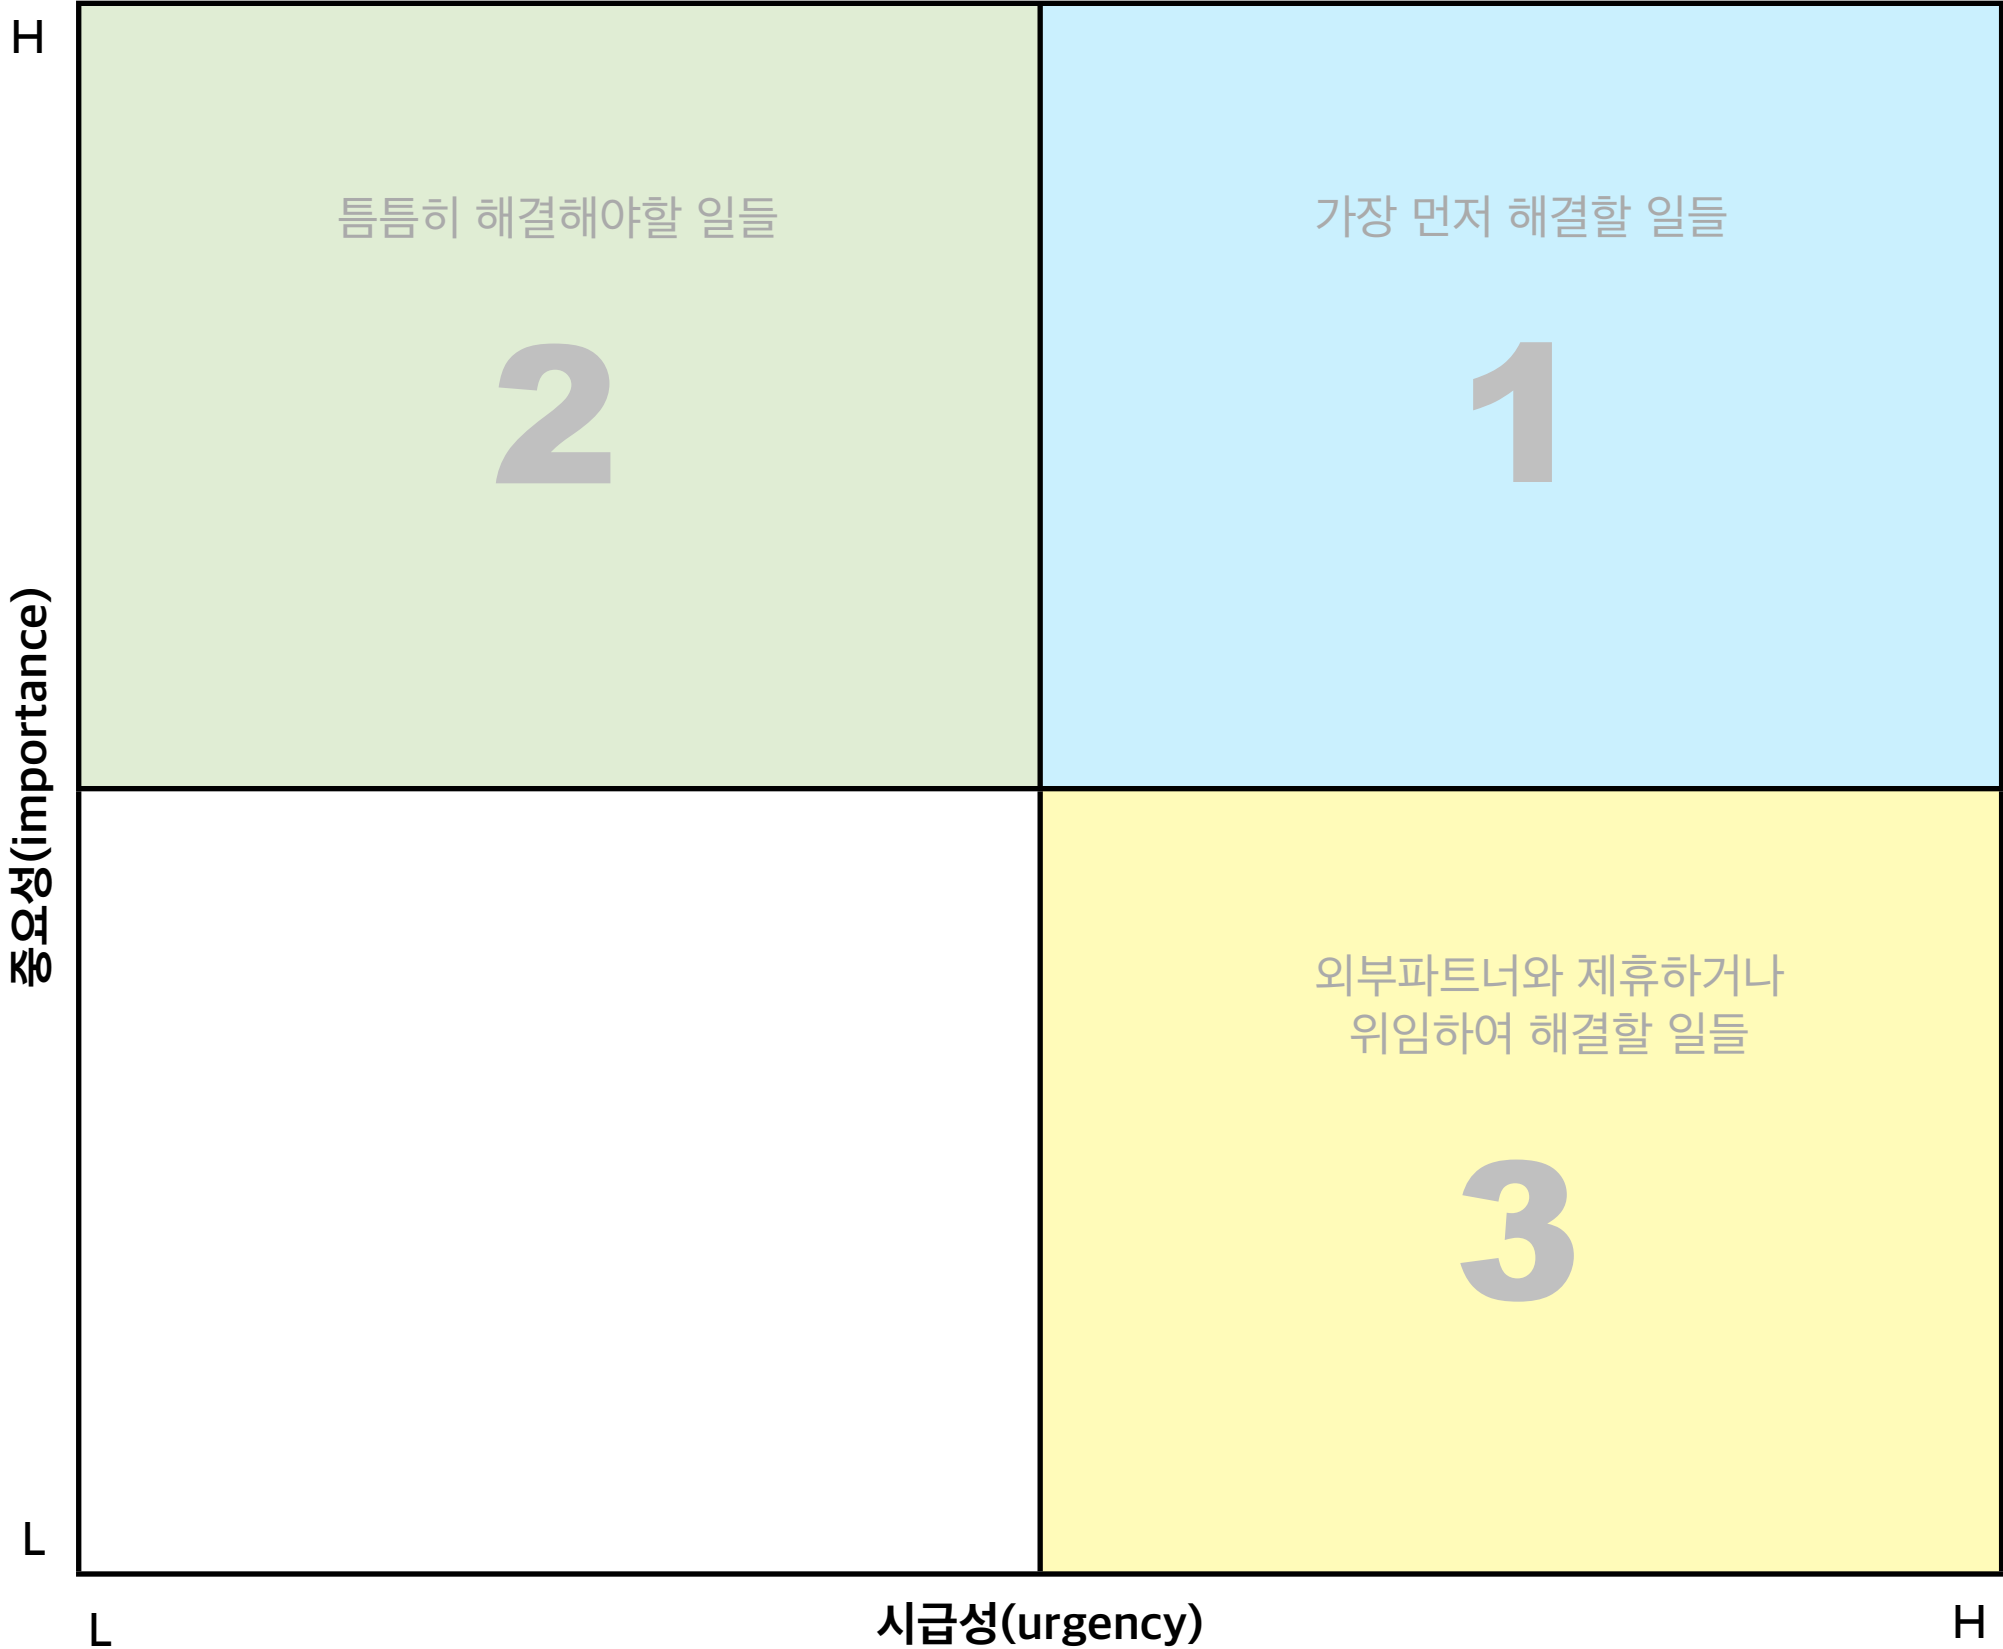 H
틈틈히 해결해야할 일들
가장 먼저 해결할 일들
2
1
중요성(importance)
외부파트너와 제휴하거나
위임하여 해결할 일들
3
L
L
시급성(urgency)
H